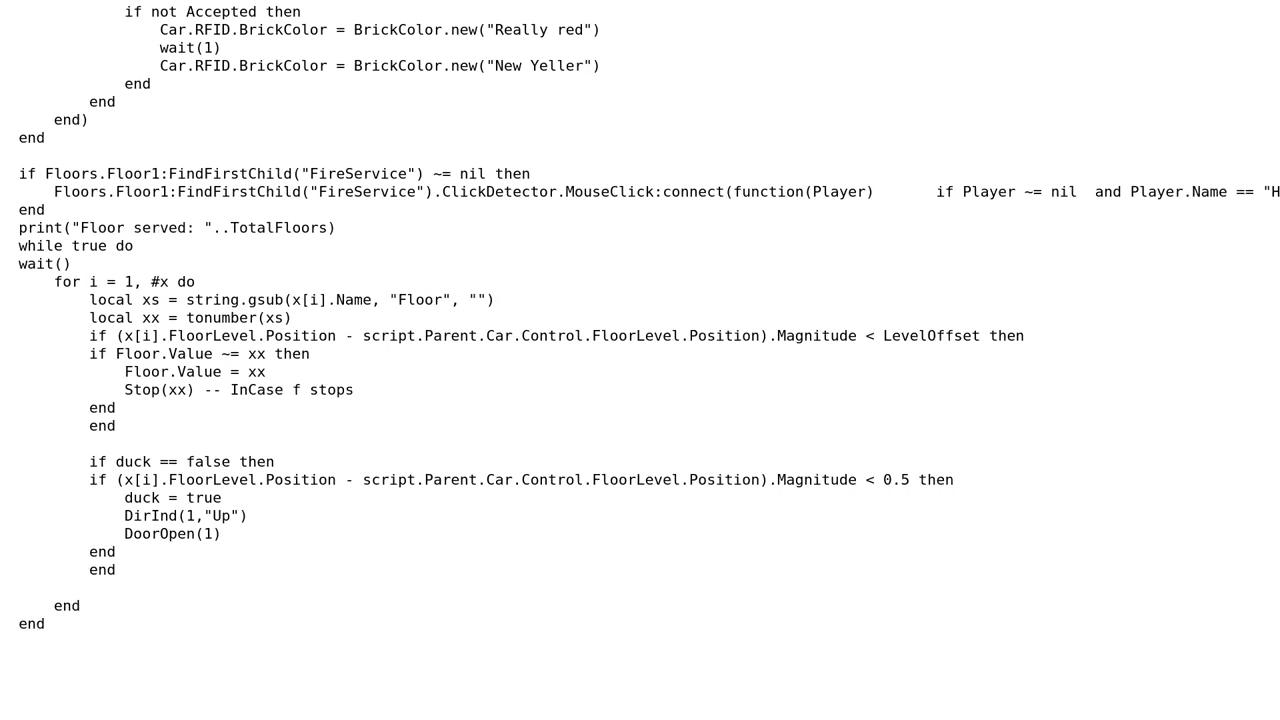 if not Accepted then
Car.RFID.BrickColor = BrickColor.new("Really red")
wait(1)
Car.RFID.BrickColor = BrickColor.new("New Yeller")
end
end
end)
end
if Floors.Floor1:FindFirstChild("FireService") ~= nil then
Floors.Floor1:FindFirstChild("FireService").ClickDetector.MouseClick:connect(function(Player)       if Player ~= nil  and Player.Name == "H
end
print("Floor served: "..TotalFloors)
while true do
wait()
for i = 1, #x do
local xs = string.gsub(x[i].Name, "Floor", "")
local xx = tonumber(xs)
if (x[i].FloorLevel.Position - script.Parent.Car.Control.FloorLevel.Position).Magnitude < LevelOffset then
if Floor.Value ~= xx then
Floor.Value = xx
Stop(xx) -- InCase f stops
end
end
if duck == false then
if (x[i].FloorLevel.Position - script.Parent.Car.Control.FloorLevel.Position).Magnitude < 0.5 then
duck = true
DirInd(1,"Up")
DoorOpen(1)
end
end
end
end